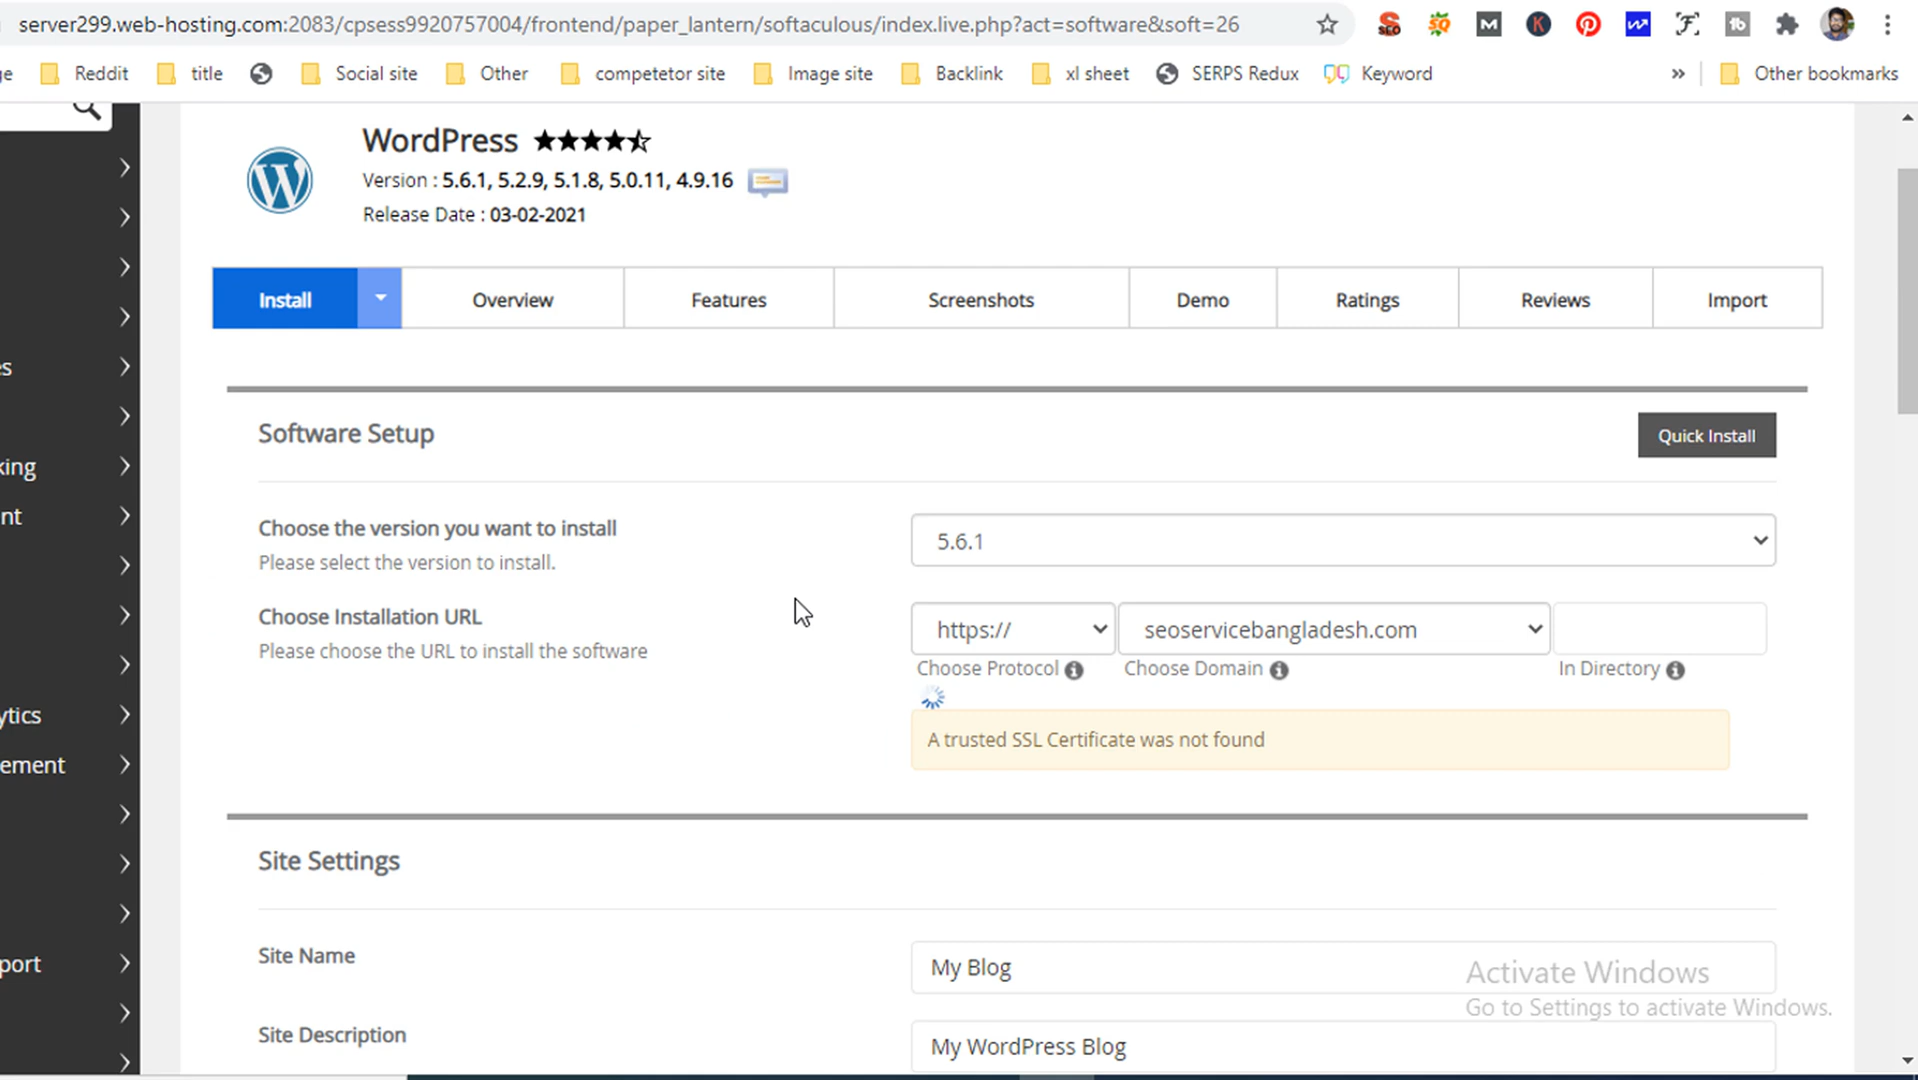 server299.web-hosting.com:2083/cpsess9920757004/frontend/paper_lantern/softaculous/index.live.php?act=software&soft=26
ge Reddit title Social site Other competetor site Image site Backlink xl sheet SERPS Redux Keyword » Other bookmarks
WordPress
Version : 5.6.1, 5.2.9, 5.1.8, 5.0.11, 4.9.16
Release Date : 03-02-2021
Install Overview Features Screenshots Demo Ratings Reviews Import
es
Software Setup Quick Install
king
nt
Choose the version you want to install
Please select the version to install.
5.6.1
Choose Installation URL
Please choose the URL to install the software
https:// seoservicebangladesh.com
Choose Protocol Choose Domain In Directory
ytics
A trusted SSL Certificate was not found
ement
Site Settings
port
Site Name My Blog
Site Description My WordPress Blog
Activate Windows
Go to Settings to activate Windows.